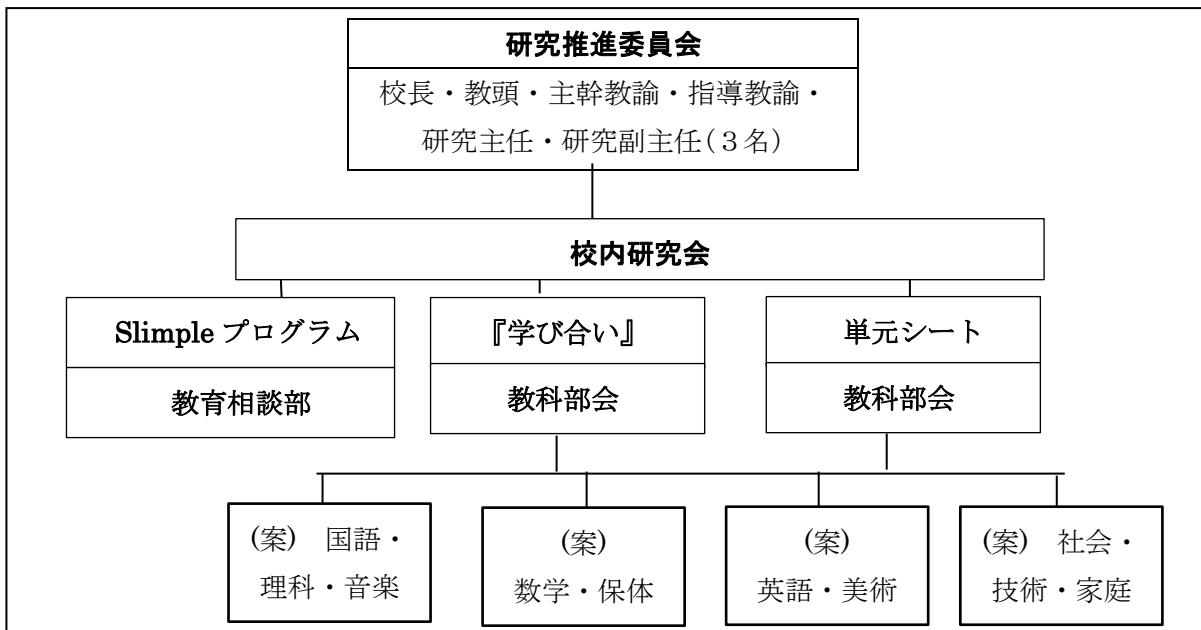 研究推進委員会
校長・教頭・主幹教諭・指導教諭・
研究主任・研究副主任(３名)
校内研究会
Slimple プログラム
教育相談部
『学び合い』
教科部会
単元シート
教科部会
(案)　国語・
理科・音楽
(案)
数学・保体
(案)
英語・美術
(案)　社会・
技術・家庭